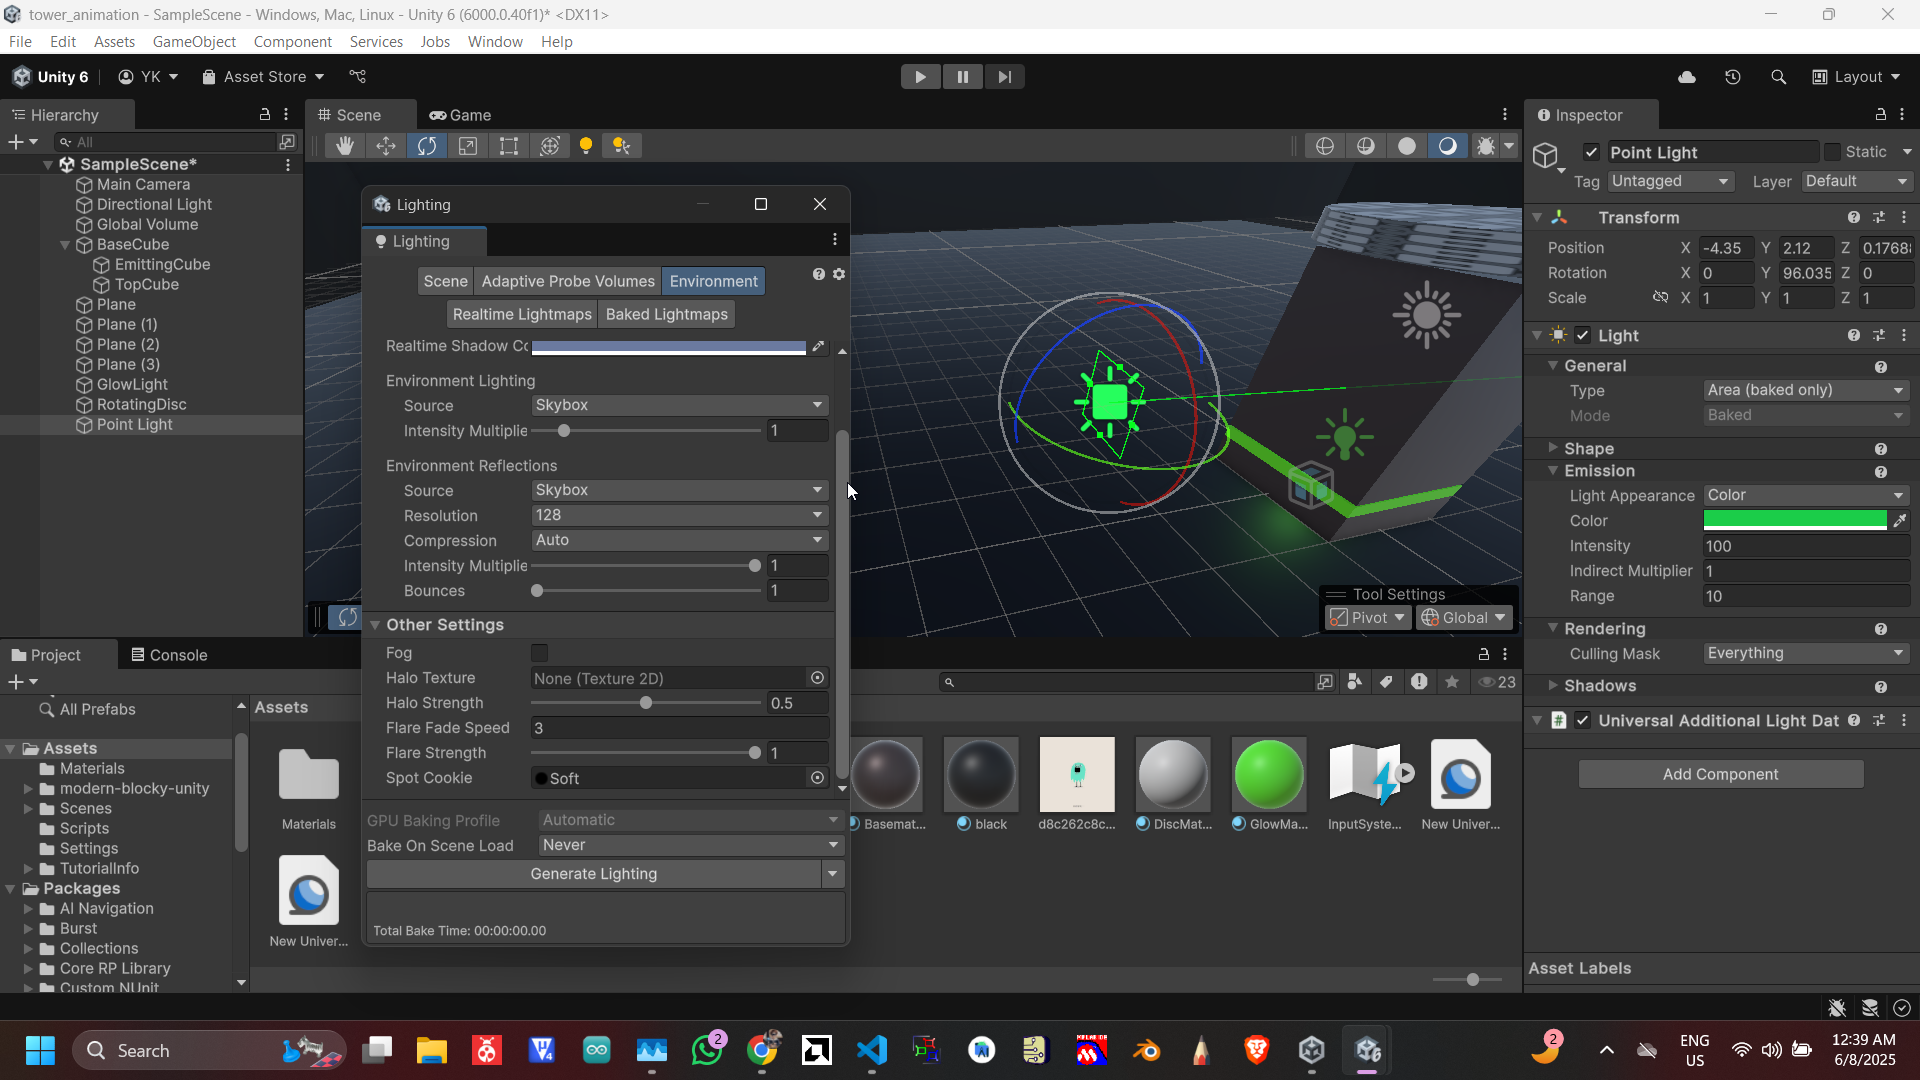 tower_animation - SampleScene - Windows, Mac, Linux - Unity 6 (6000.0.40f1)* <DX11>
File Edit Assets GameObject Component Services Jobs Window Help
Unity 6 YK Asset Store Layout
Hierarchy
All
SampleScene*
Main Camera
Directional Light
Global Volume
BaseCube
EmittingCube
TopCube
Plane
Plane (1)
Plane (2)
Plane (3)
GlowLight
RotatingDisc
Point Light
Scene Game
Lighting
Lighting
Scene Adaptive Probe Volumes Environment
Realtime Lightmaps Baked Lightmaps
Realtime Shadow Co
Environment Lighting
Source Skybox
Intensity Multiplie 1
Environment Reflections
Source Skybox
Resolution 128
Compression Auto
Intensity Multiplie 1
Bounces 1
Other Settings
Fog
Halo Texture None (Texture 2D)
Halo Strength 0.5
Flare Fade Speed 3
Flare Strength 1
Spot Cookie Soft
GPU Baking Profile Automatic
Bake On Scene Load Never
Generate Lighting
Total Bake Time: 00:00:00.00
Tool Settings
Pivot Global
Inspector
Point Light Static
Tag Untagged Layer Default
Transform
Position X -4.35 Y 2.12 Z 0.1768
Rotation X 0 Y 96.035 Z 0
Scale X 1 Y 1 Z 1
Light
General
Type Area (baked only)
Mode Baked
Shape
Emission
Light Appearance Color
Color
Intensity 100
Indirect Multiplier 1
Range 10
Rendering
Culling Mask Everything
Shadows
Universal Additional Light Dat
Add Component
Asset Labels
Project Console
23
All Prefabs
Assets
Materials
modern-blocky-unity
Scenes
Scripts
Settings
TutorialInfo
Packages
AI Navigation
Burst
Collections
Core RP Library
Custom NUnit
Assets
Materials
New Univer...
Basemat...
black
d8c262c8c...
DiscMat...
GlowMa...
InputSyste...
New Univer...
Search
2
2
ENG
US
12:39 AM
6/8/2025